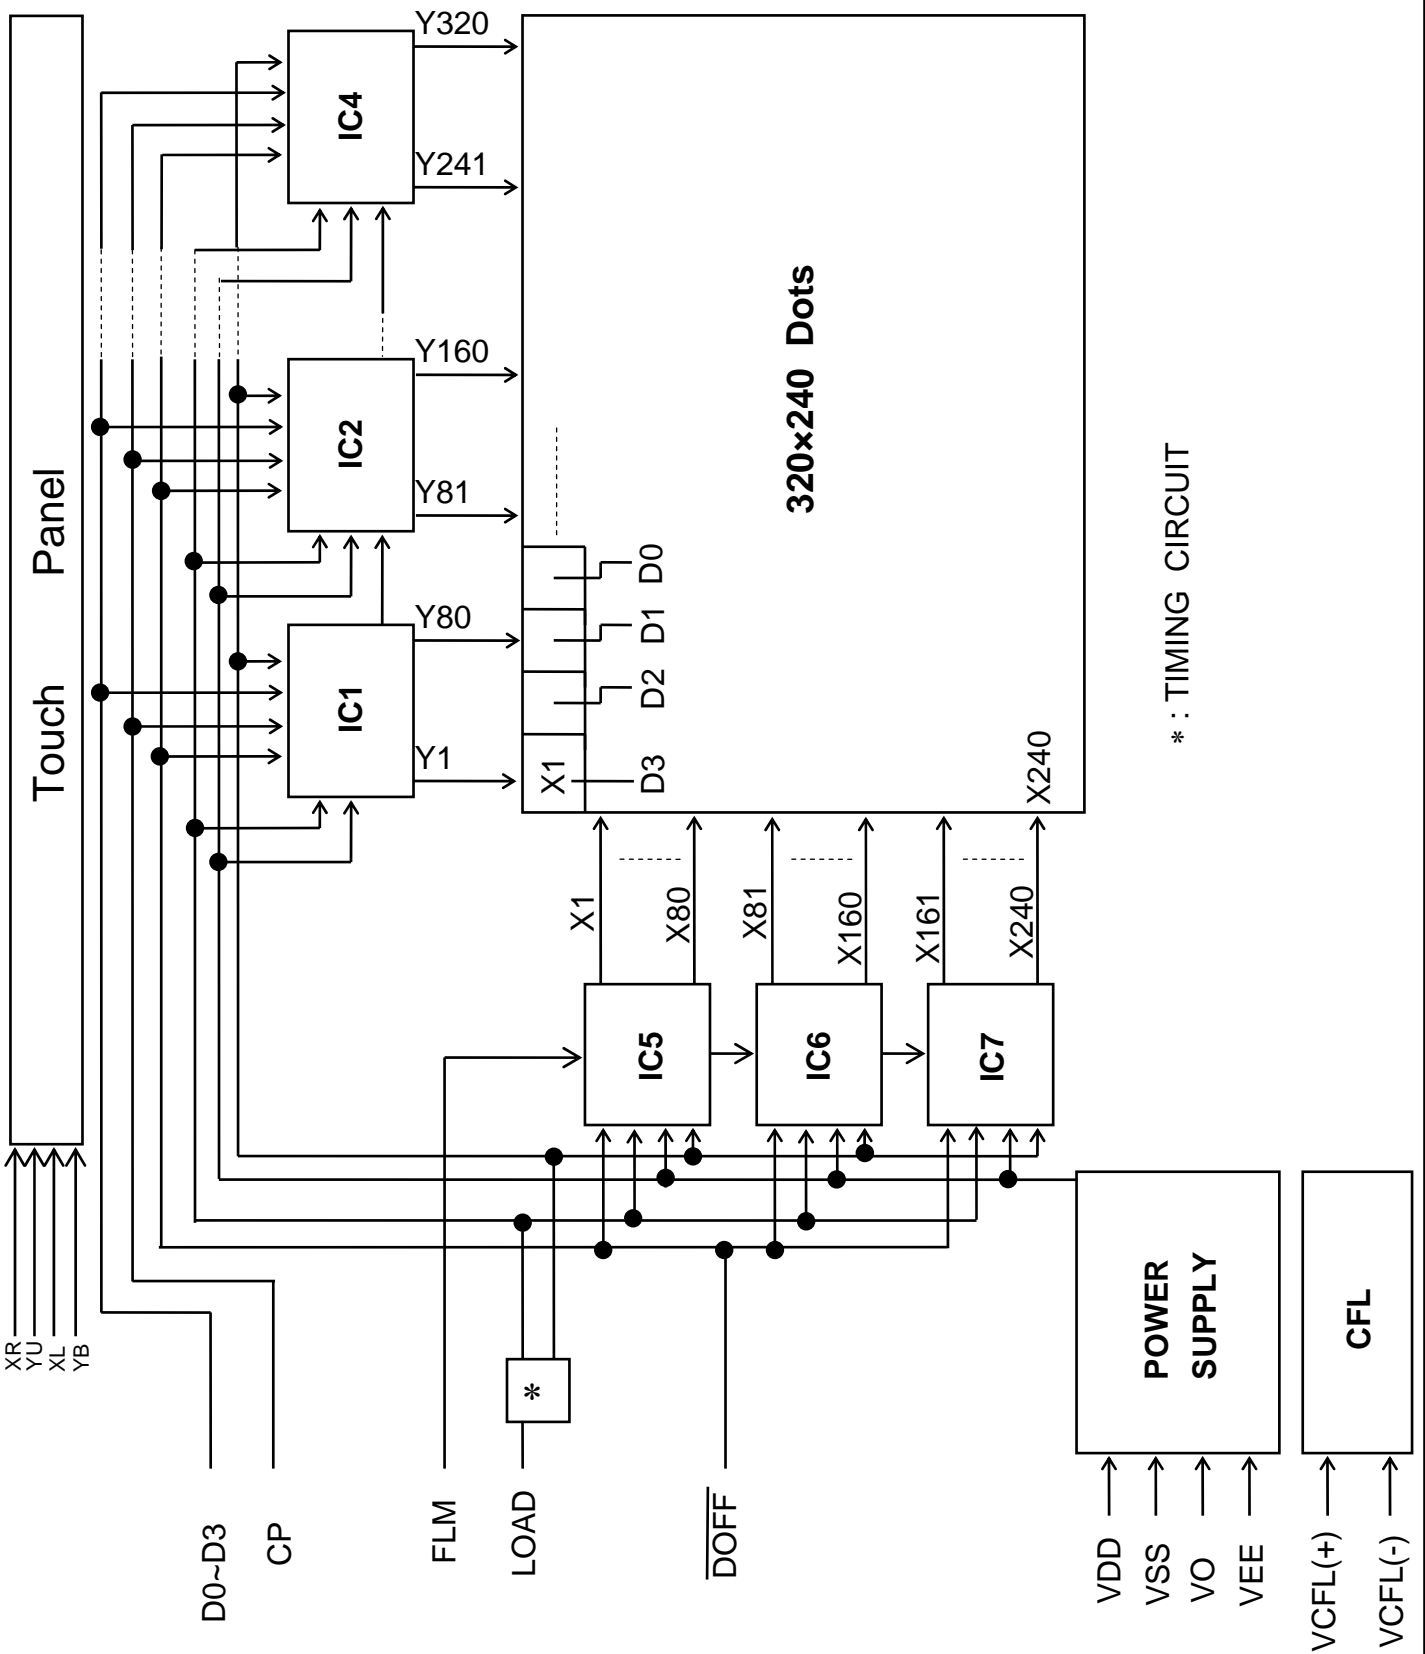 XR
YU
XL
YB
Touch Panel
D0~D3
CP
FLM
LOAD
DOFF
*
IC1
IC2
IC4
Y1
Y80
Y81
Y160
Y241
Y320
X1
D3
D2
D1
D0
320×240 Dots
X240
IC5
IC6
IC7
X1
X80
X81
X160
X161
X240
* : TIMING CIRCUIT
VDD
VSS
VO
VEE
POWER
SUPPLY
VCFL(+)
VCFL(-)
CFL